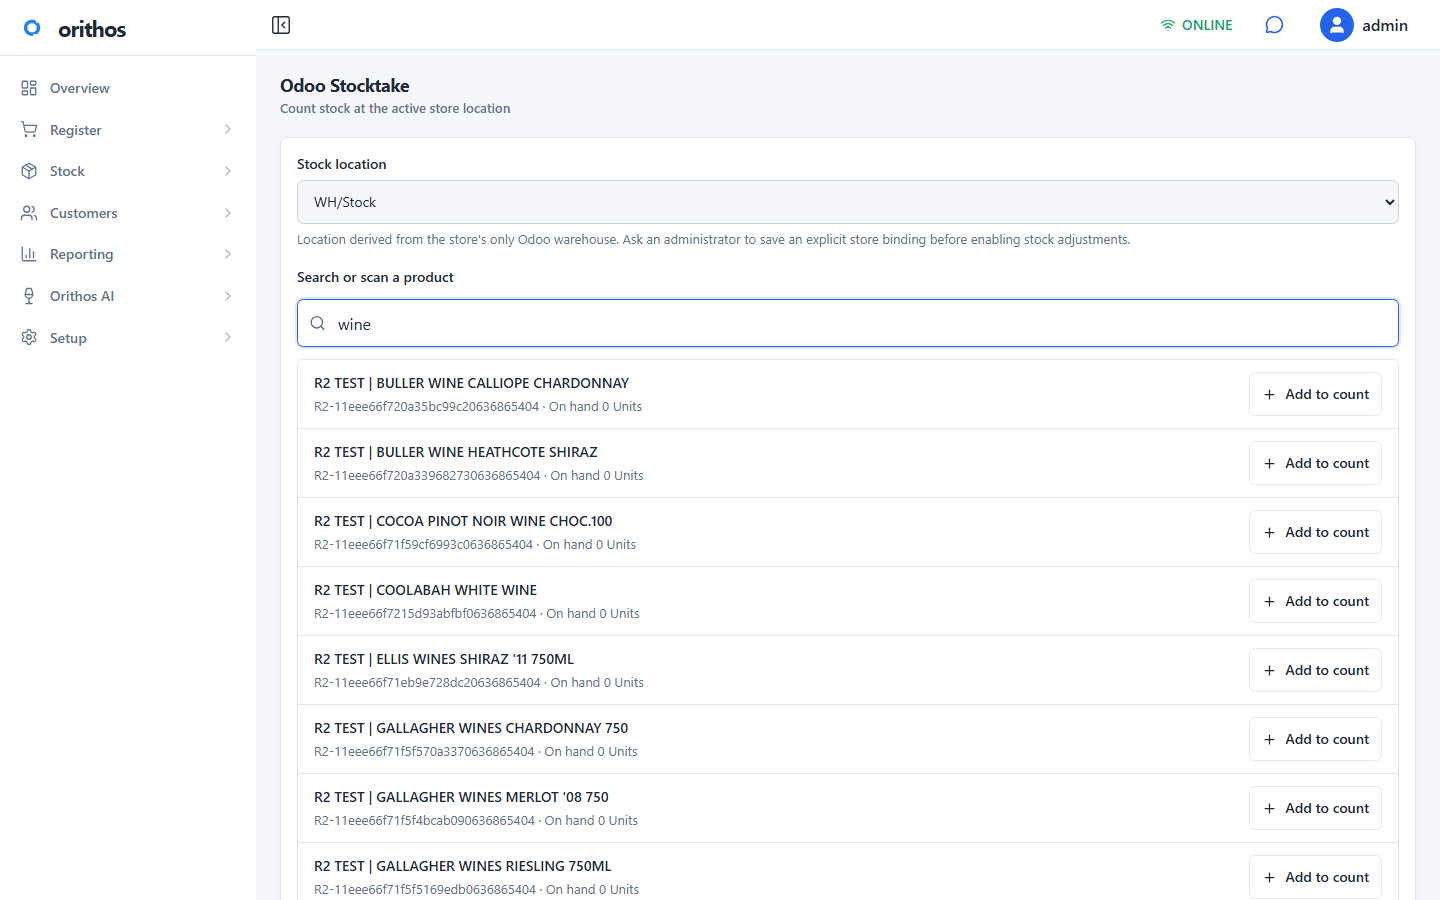 orithos
ONLINE
admin
Overview
Register
Stock
Customers
Reporting
Orithos AI
Setup
Odoo Stocktake
Count stock at the active store location
Stock location
WH/Stock
Location derived from the store's only Odoo warehouse. Ask an administrator to save an explicit store binding before enabling stock adjustments.
Search or scan a product
wine
R2 TEST | BULLER WINE CALLIOPE CHARDONNAY
R2-11eee66f720a35bc99c20636865404 · On hand 0 Units
Add to count
R2 TEST | BULLER WINE HEATHCOTE SHIRAZ
R2-11eee66f720a339682730636865404 · On hand 0 Units
Add to count
R2 TEST | COCOA PINOT NOIR WINE CHOC.100
R2-11eee66f71f59cf6993c0636865404 · On hand 0 Units
Add to count
R2 TEST | COOLABAH WHITE WINE
R2-11eee66f7215d93abfbf0636865404 · On hand 0 Units
Add to count
R2 TEST | ELLIS WINES SHIRAZ '11 750ML
R2-11eee66f71eb9e728dc20636865404 · On hand 0 Units
Add to count
R2 TEST | GALLAGHER WINES CHARDONNAY 750
R2-11eee66f71f5f570a3370636865404 · On hand 0 Units
Add to count
R2 TEST | GALLAGHER WINES MERLOT '08 750
R2-11eee66f71f5f4bcab090636865404 · On hand 0 Units
Add to count
R2 TEST | GALLAGHER WINES RIESLING 750ML
R2-11eee66f71f5f5169edb0636865404 · On hand 0 Units
Add to count